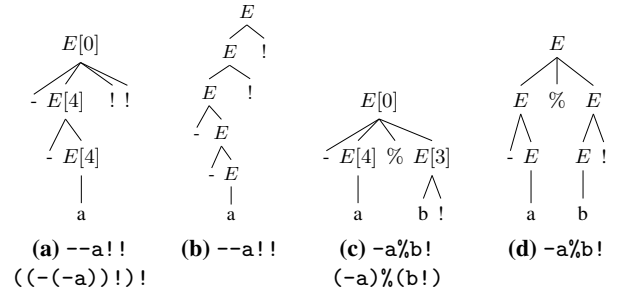 E[0]
- E[4] ! !
- E[4]
a
(a) --a!!
((-(-a))!)!
E
E !
E !
- E
- E
a
(b) --a!!
E[0]
- E[4] % E[3]
a b !
(c) -a%b!
(-a)%(b!)
E
E % E
- E E !
a b
(d) -a%b!